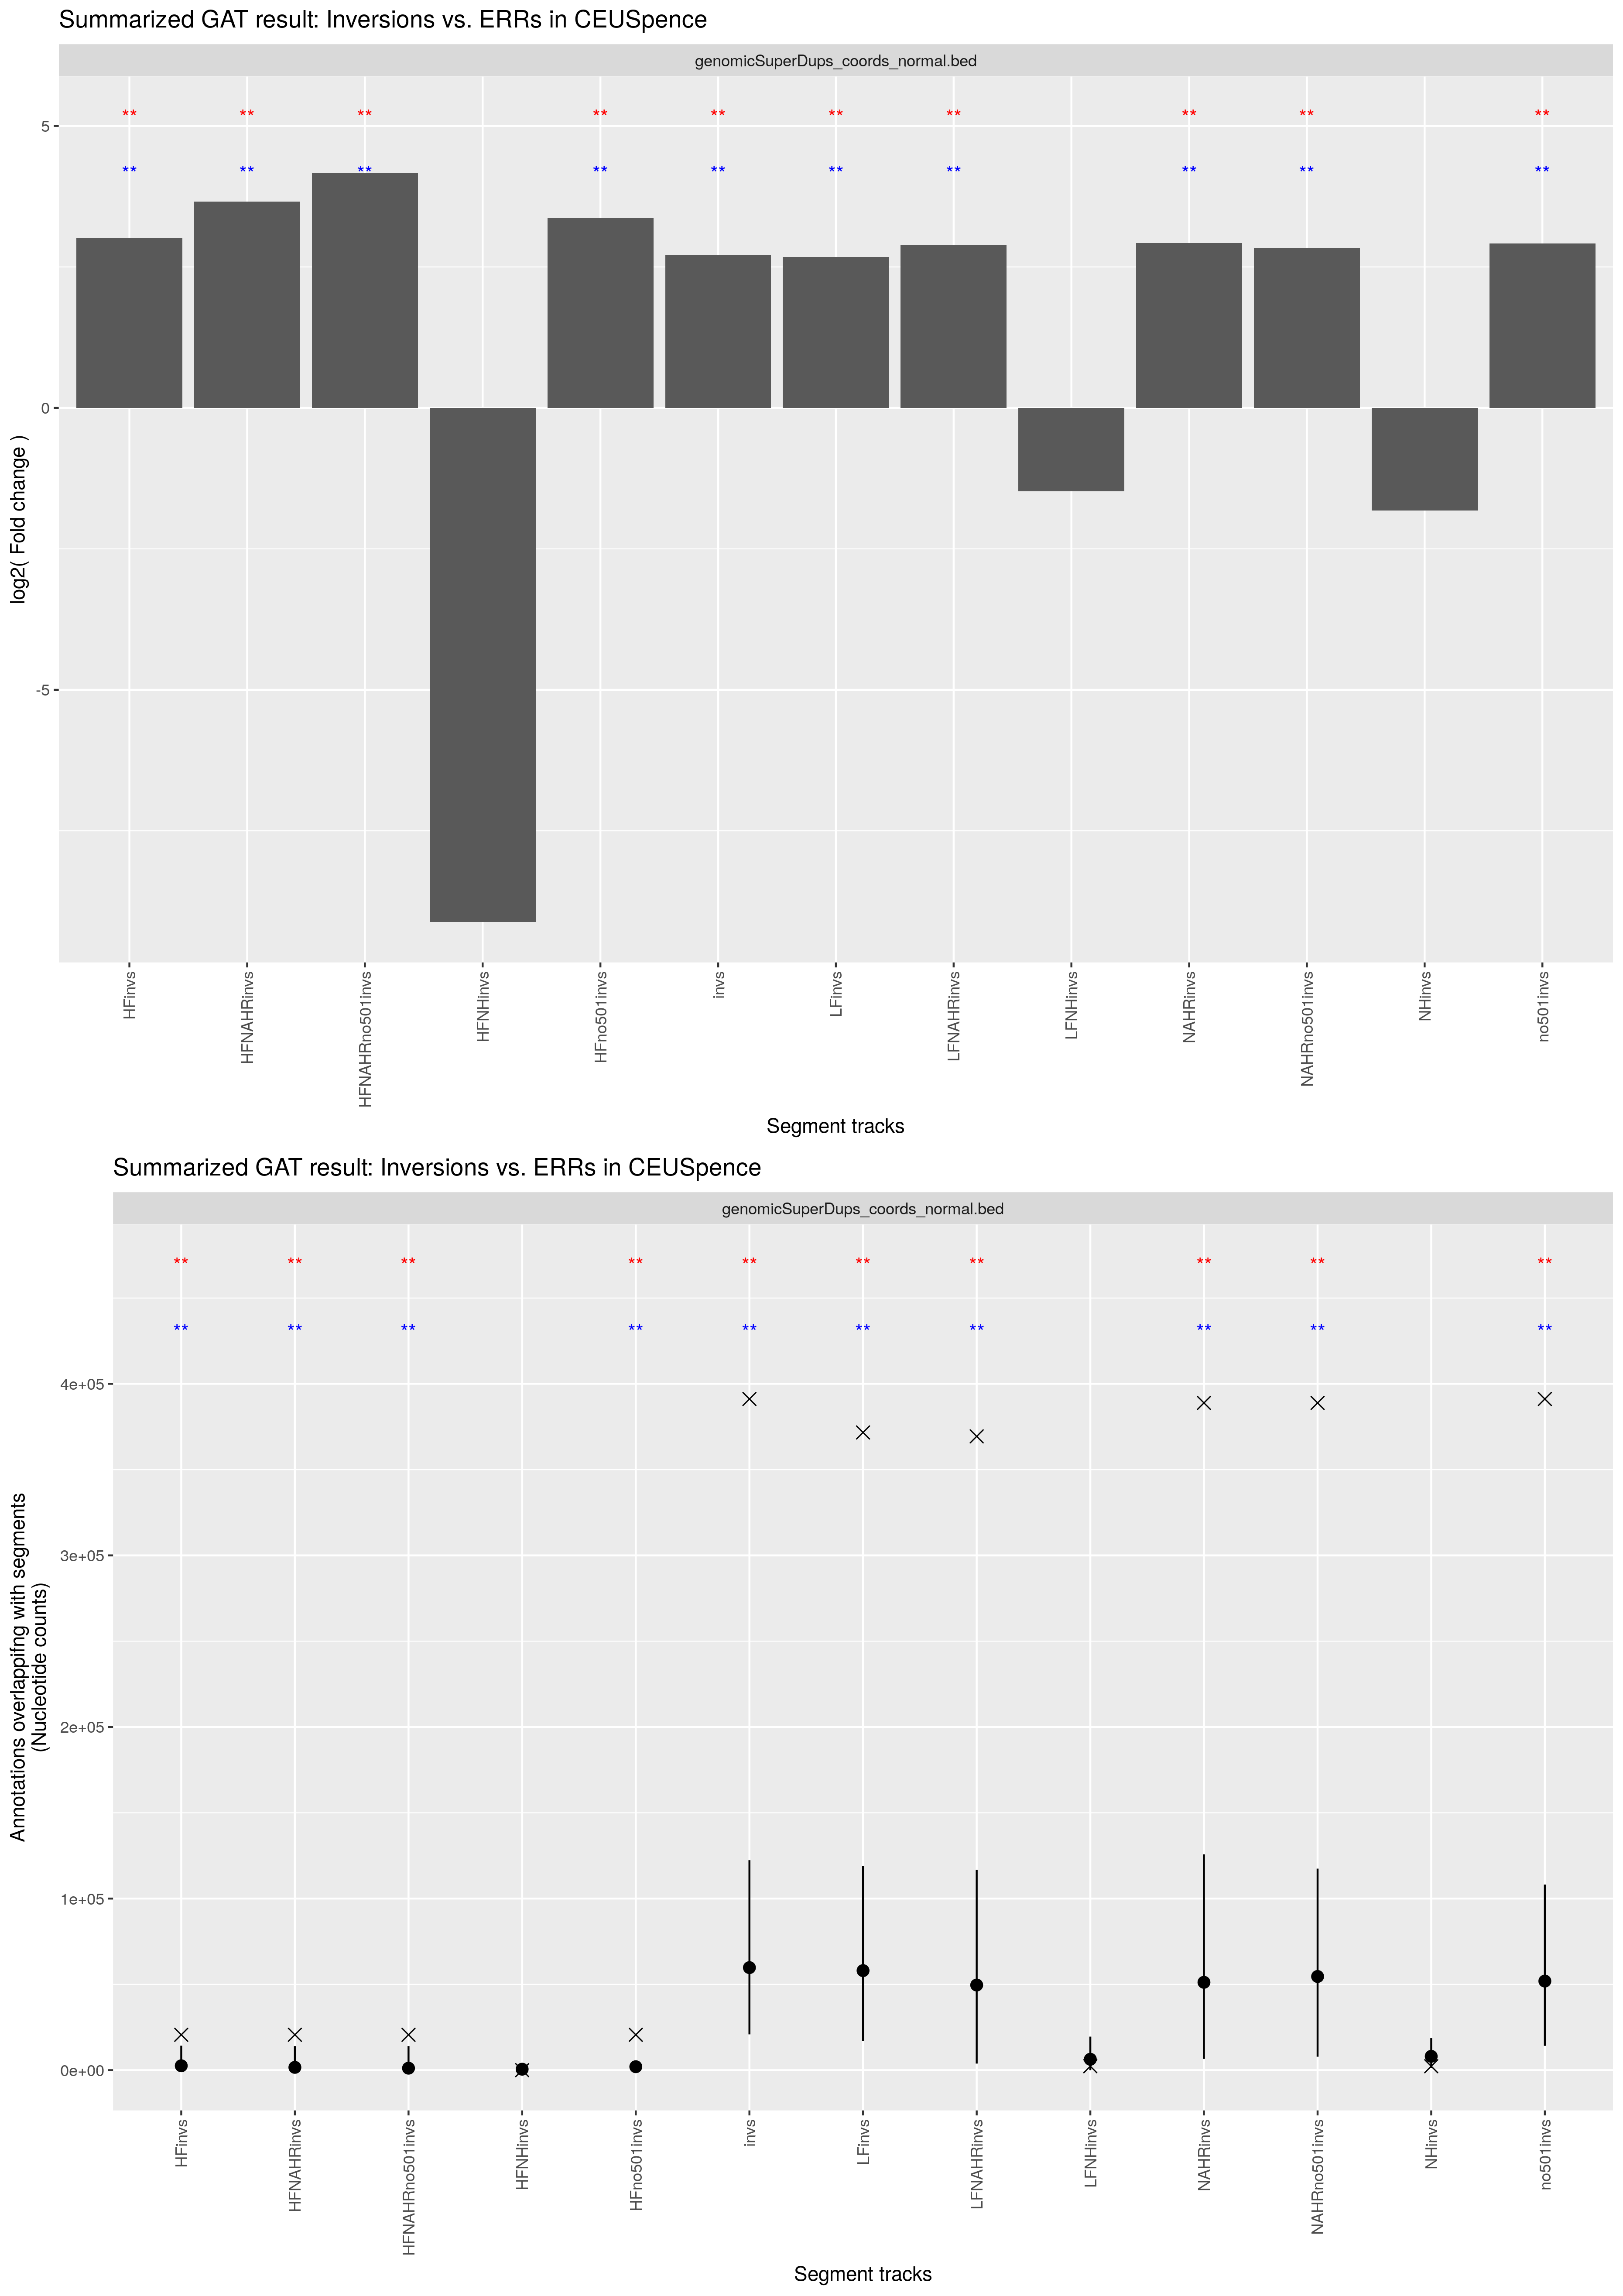 Summarized GAT result: Inversions vs. ERRs in CEUSpence
genomicSuperDups_coords_normal.bed
** ** ** ** ** ** ** ** ** **
** ** ** ** ** ** ** ** ** **
5
0
-5
log2( Fold change )
HFinvs
HFNAHRinvs
HFNAHRno501invs
HFNHinvs
HFno501invs
invs
LFinvs
LFNAHRinvs
LFNHinvs
NAHRinvs
NAHRno501invs
NHinvs
no501invs
Segment tracks
Summarized GAT result: Inversions vs. ERRs in CEUSpence
genomicSuperDups_coords_normal.bed
** ** ** ** ** ** ** ** ** **
** ** ** ** ** ** ** ** ** **
4e+05
3e+05
2e+05
1e+05
0e+00
Annotations overlappifng with segments
(Nucleotide counts)
HFinvs
HFNAHRinvs
HFNAHRno501invs
HFNHinvs
HFno501invs
invs
LFinvs
LFNAHRinvs
LFNHinvs
NAHRinvs
NAHRno501invs
NHinvs
no501invs
Segment tracks